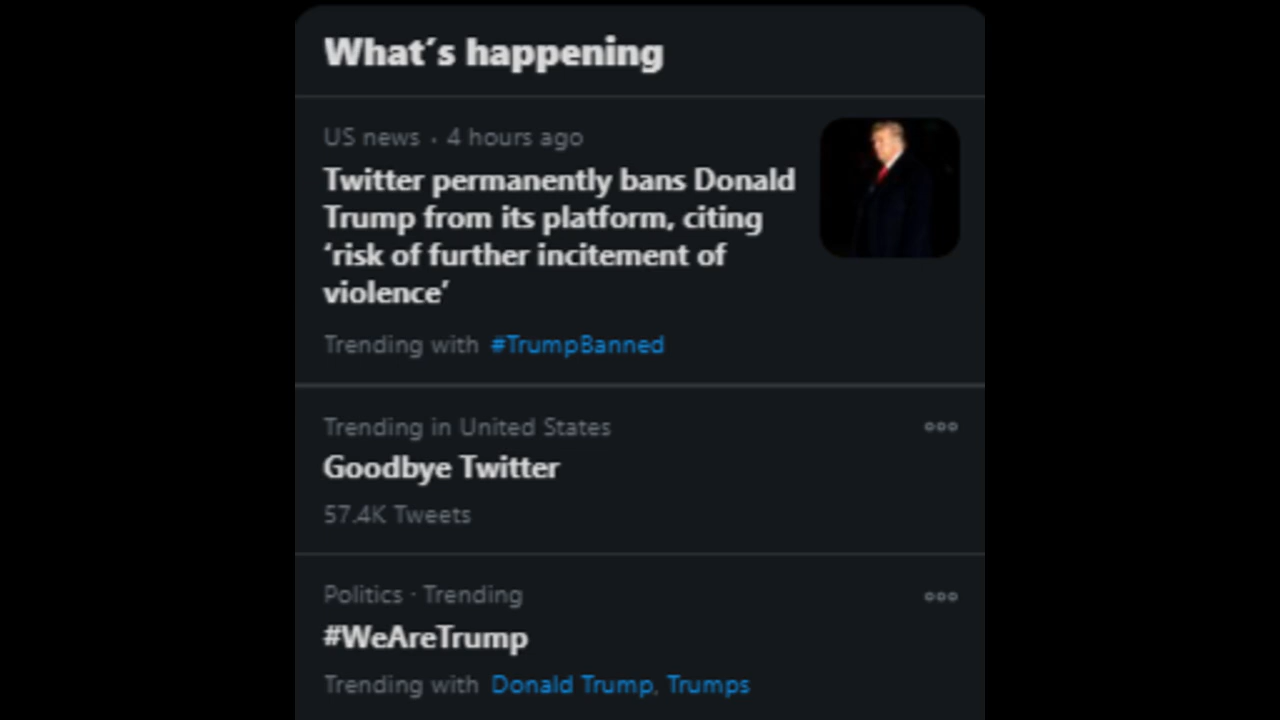 What´s happening
US news · 4 hours ago
Twitter permanently bans Donald
Trump from its platform, citing
‘risk of further incitement of
violence’
Trending with #TrumpBanned
Trending in United States
Goodbye Twitter
57.4K Tweets
Politics · Trending
#WeAreTrump
Trending with Donald Trump, Trumps